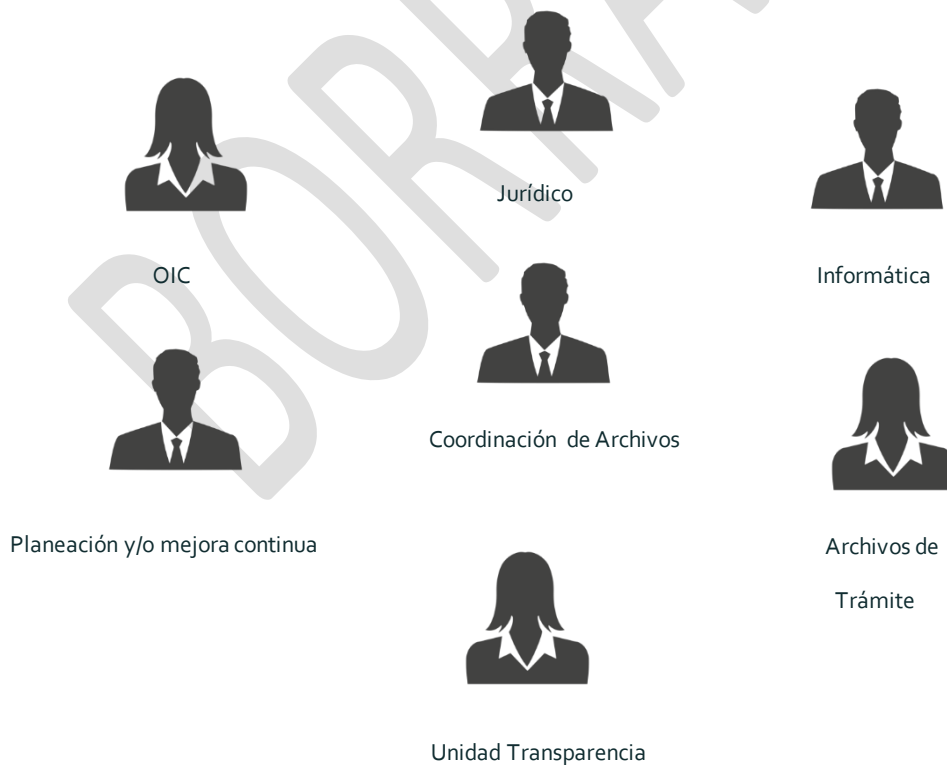 Jurídico
OIC
Informática
Coordinación de Archivos
Planeación y/o mejora continua
Archivos de
Trámite
Unidad Transparencia